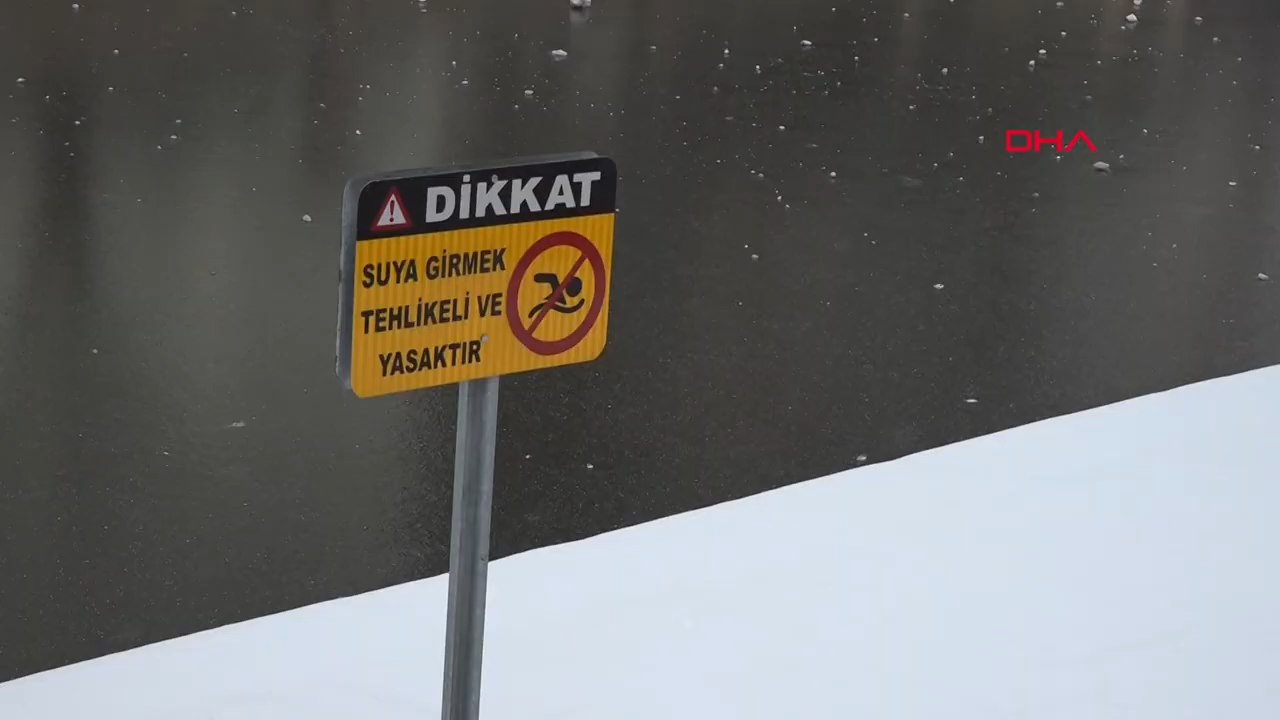 DHA
DİKKAT
SUYA GİRMEK
TEHLİKELİ VE
YASAKTIR